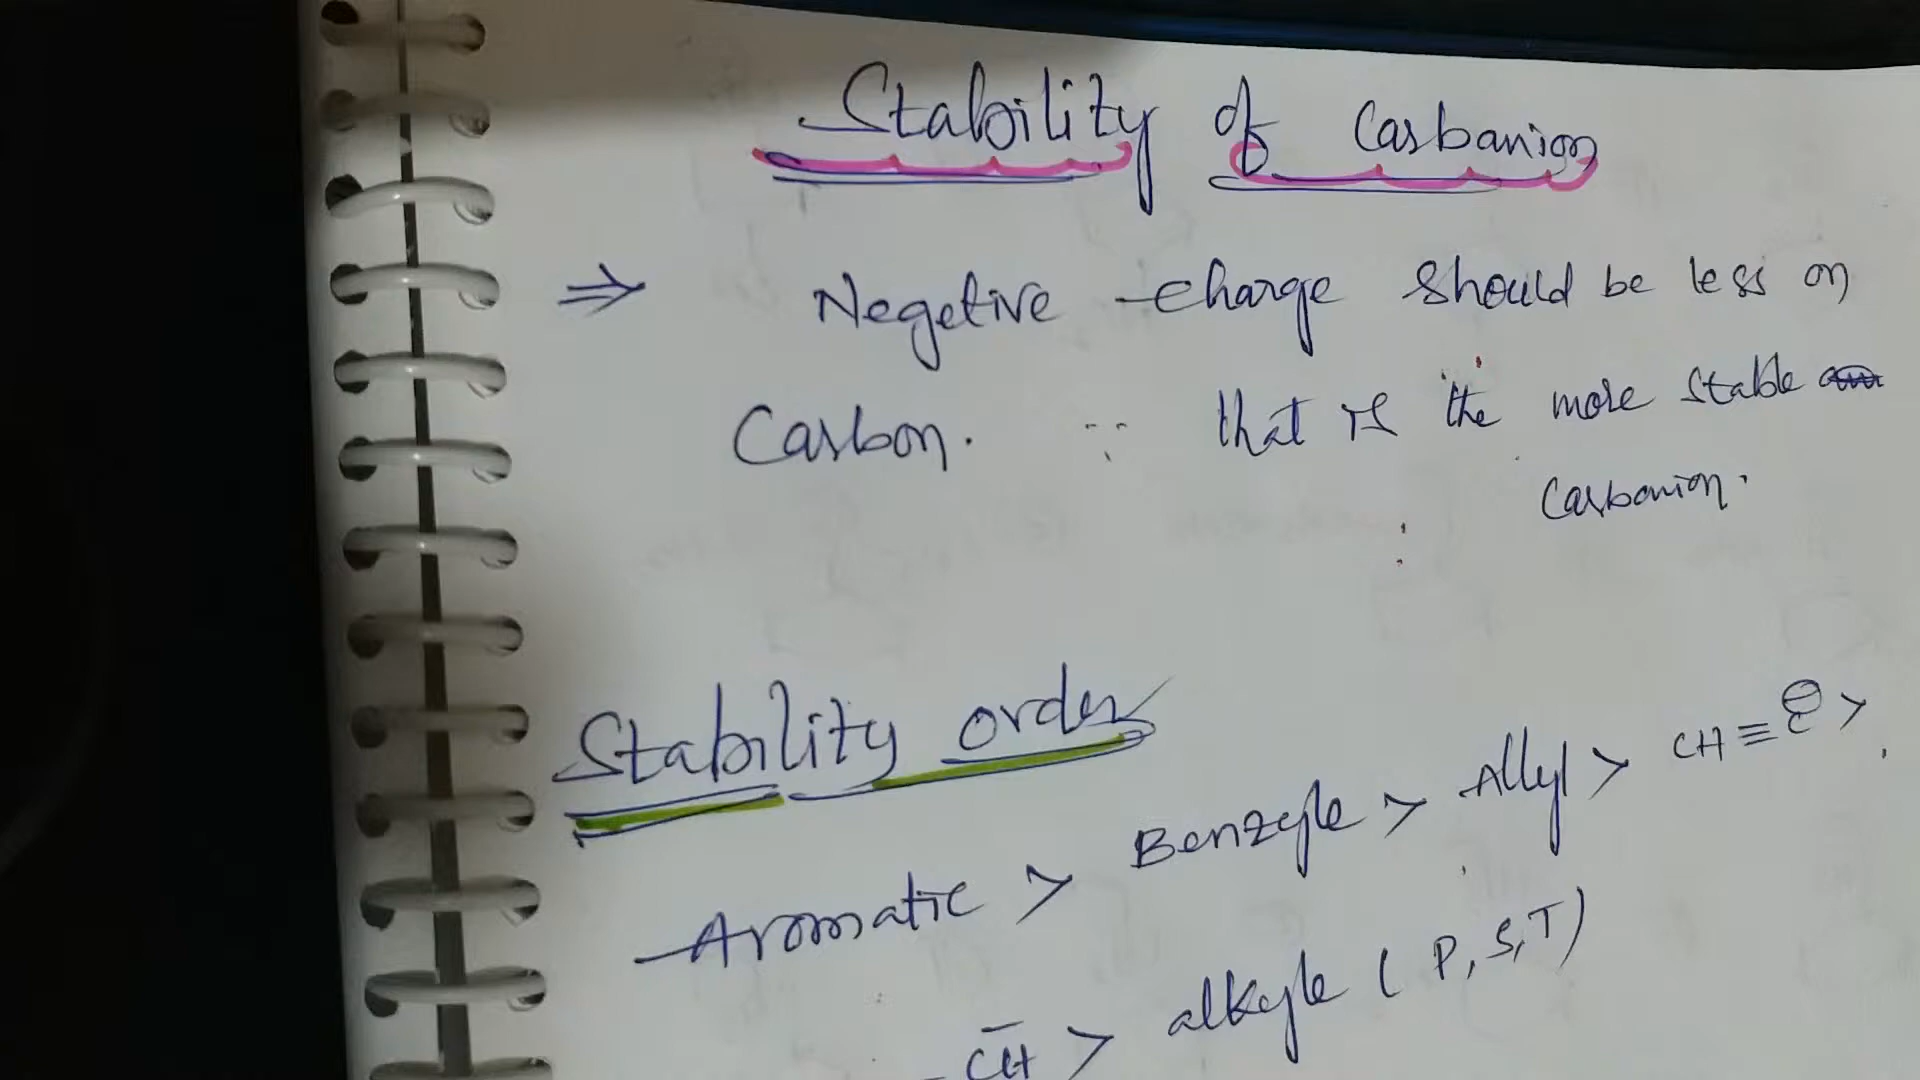 Stability of Carbanion
⇒ Negetive charge should be less on
Carbon. ∵ that is the more stable
Carbanion.
Stability order
Aromatic > Benzyle > Allyl > CH≡C⊖ >
C̄H > alkyle (P, S, T)